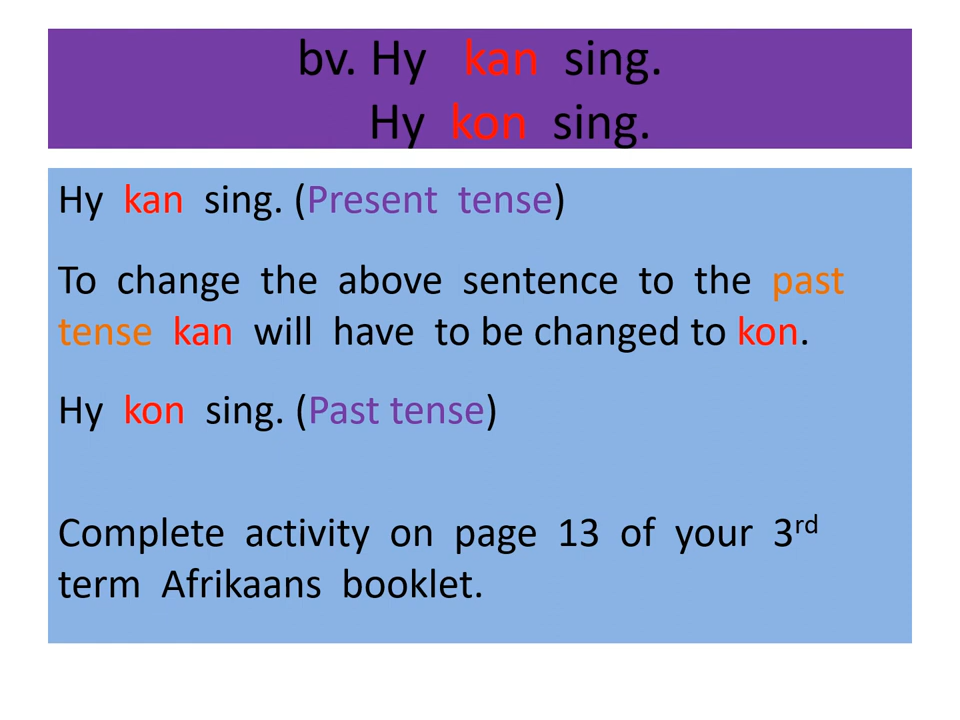 bv. Hy kan sing.
Hy kon sing.
Hy kan sing. (Present tense)
To change the above sentence to the past
tense kan will have to be changed to kon.
Hy kon sing. (Past tense)
Complete activity on page 13 of your 3rd
term Afrikaans booklet.